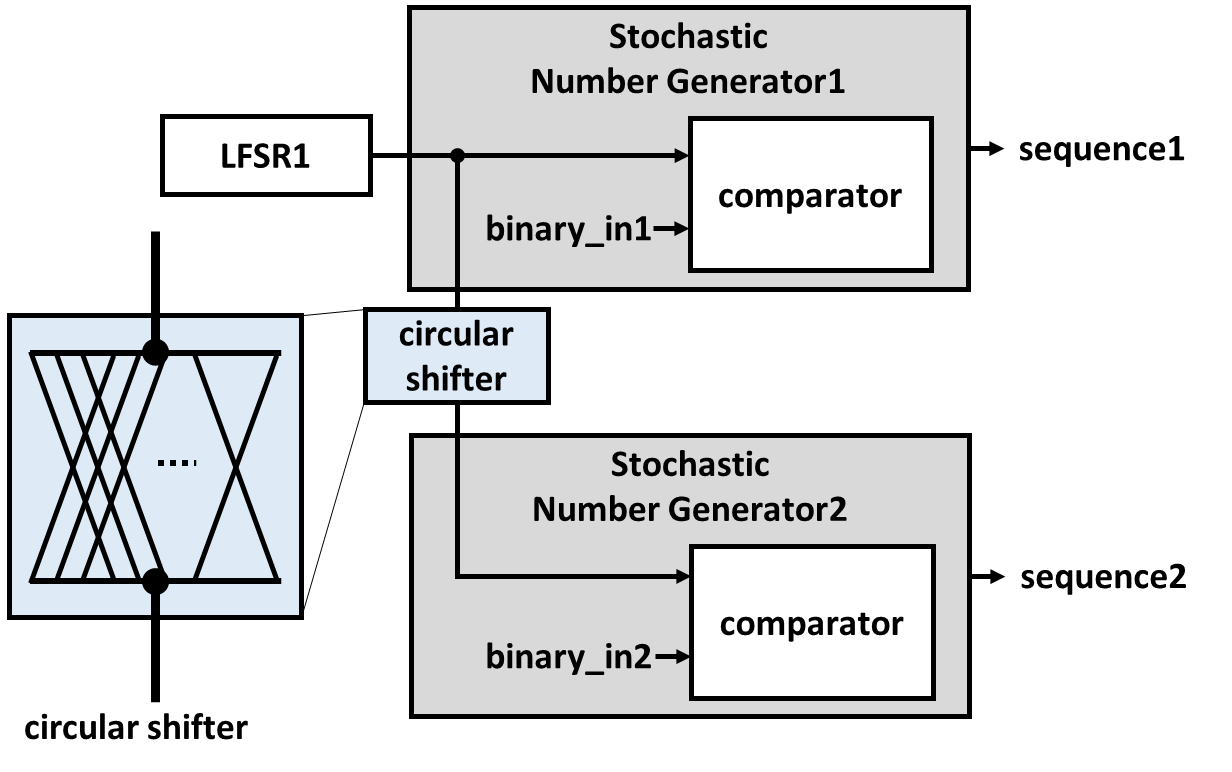 Stochastic
Number Generator1
LFSR1
comparator
binary_in1
sequence1
circular
shifter
Stochastic
Number Generator2
comparator
binary_in2
sequence2
circular shifter